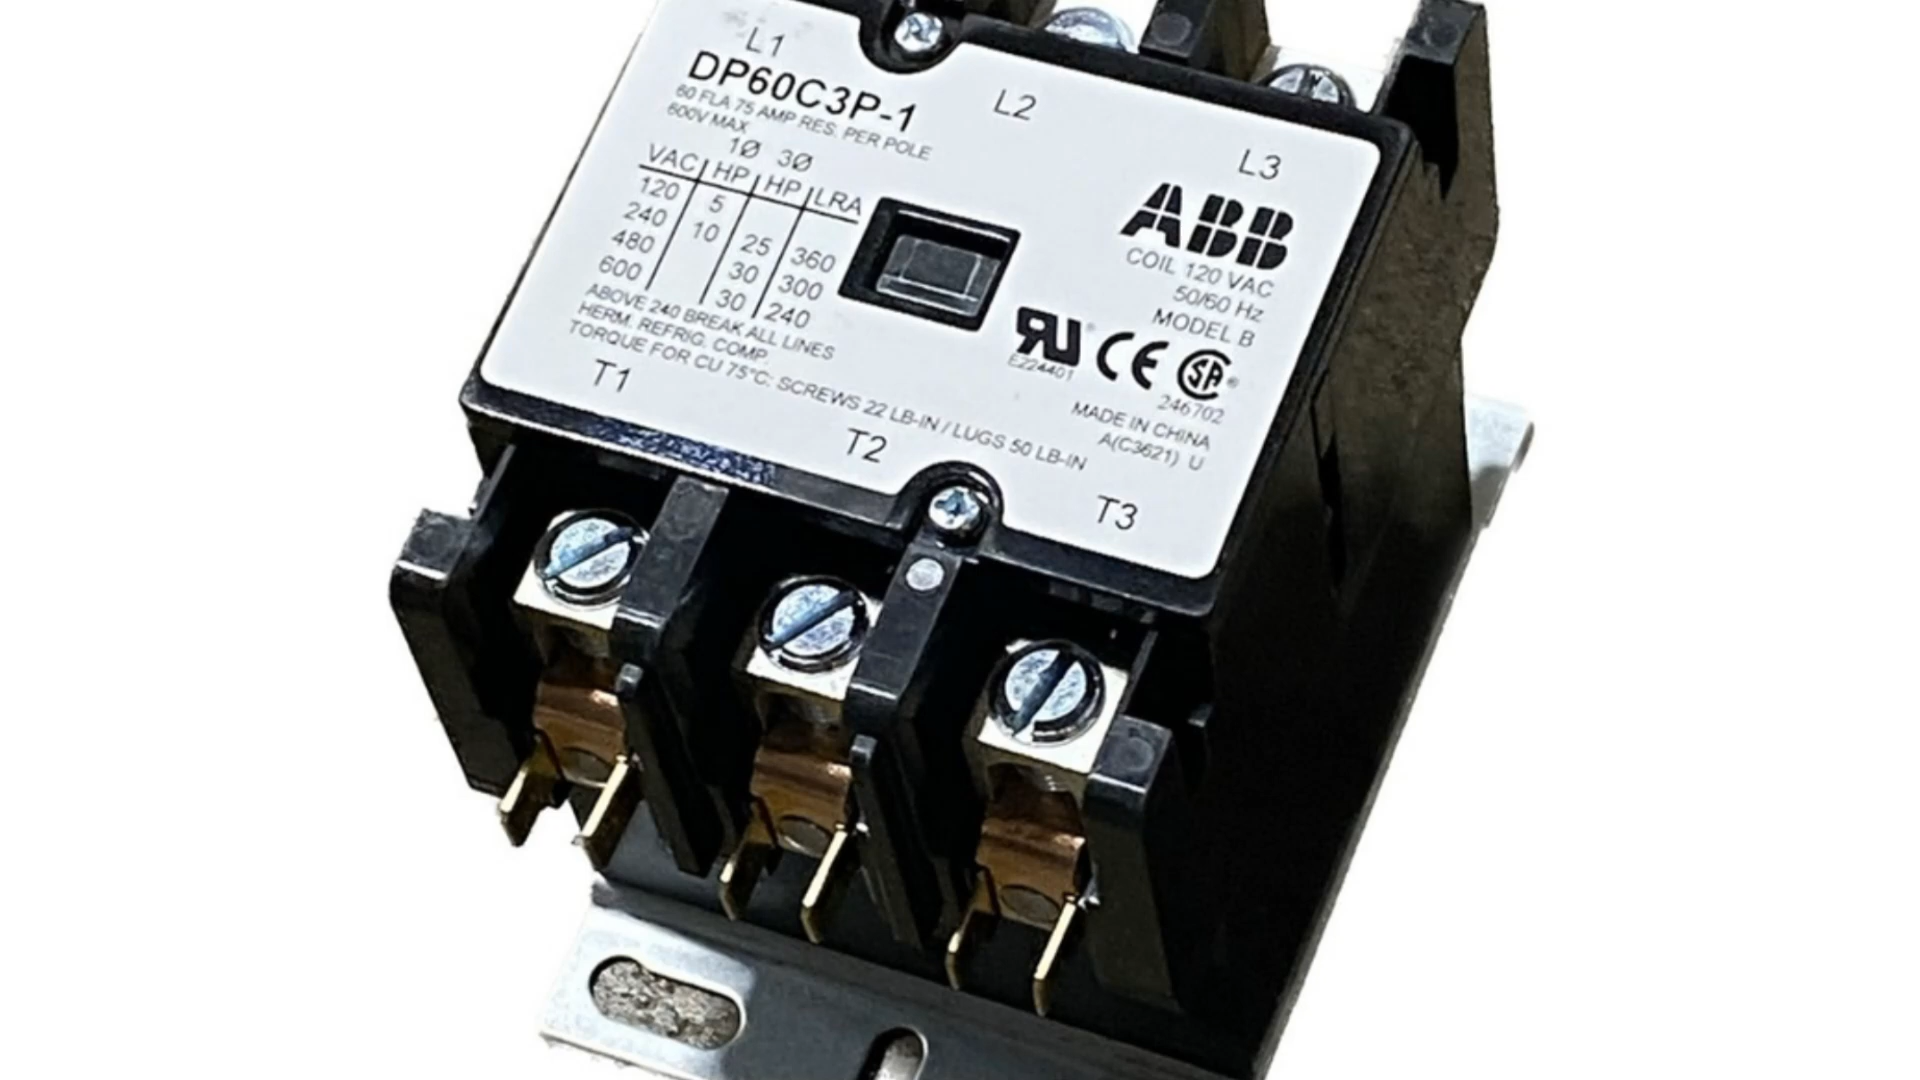 L1
L2
L3
DP60C3P-1
60 FLA 75 AMP RES. PER POLE
600V MAX
1Ø 3Ø
VAC HP HP LRA
120 5
240 10 25 360
480 30 300
600 30 240
ABOVE 240 BREAK ALL LINES
HERM. REFRIG. COMP.
TORQUE FOR CU 75°C: SCREWS 22 LB-IN / LUGS 50 LB-IN
ABB
COIL 120 VAC
50/60 Hz
MODEL B
RU® CE SA®
E224401
246702
MADE IN CHINA
A(C3621) U
T1
T2
T3